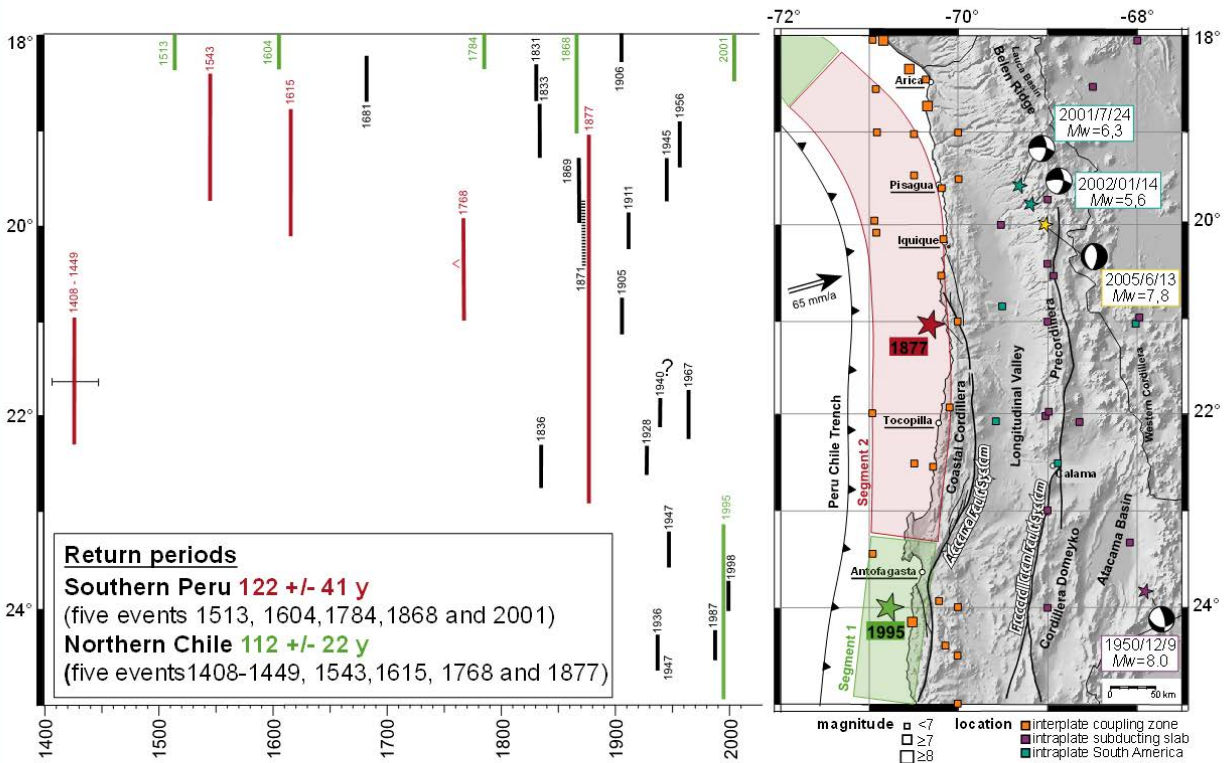 -72°
-70°
-68°
18°
20°
22°
24°
1513
1543
1604
1615
1681
1784
1831
1833
1868
1877
1906
1956
2001
1945
1869
1768
<
1911
1871
1408 - 1449
1905
1940
?
1967
1928
1836
1947
1995
1998
1936
1987
1947
Return periods
Southern Peru 122 +/- 41 y
(five events 1513, 1604,1784,1868 and 2001)
Northern Chile 112 +/- 22 y
(five events1408-1449, 1543,1615, 1768 and 1877)
1400
1500
1600
1700
1800
1900
2000
18°
20°
22°
24°
Lauca Basin
Belen Ridge
Arica
2001/7/24
Mw=6,3
2002/01/14
Mw=5,6
Pisagua
Iquique
2005/6/13
Mw=7,8
65 mm/a
1877
Precordillera
Longitudinal Valley
Western Cordillera
Coastal Cordillera
Tocopilla
Peru Chile Trench
Segment 2
Calama
Atacama Basin
Cordillera Domeyko
Antofagasta
1995
Segment 1
1950/12/9
Mw=8.0
0 50 km
magnitude
<7
≥7
≥8
location
interplate coupling zone
intraplate subducting slab
intraplate South America